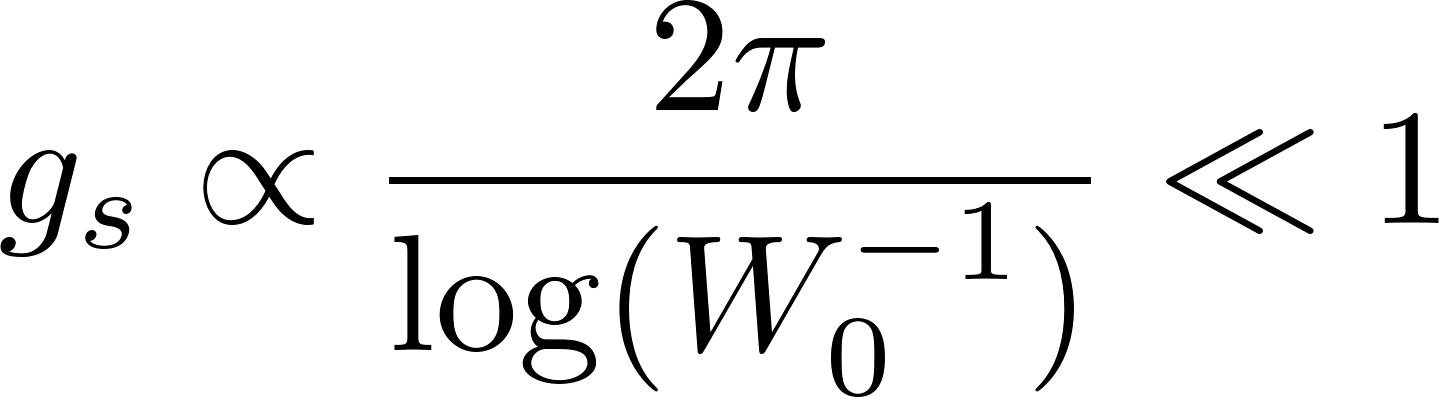 $g_s \propto \frac{2\pi}{\log(W_0^{-1})} \ll 1$